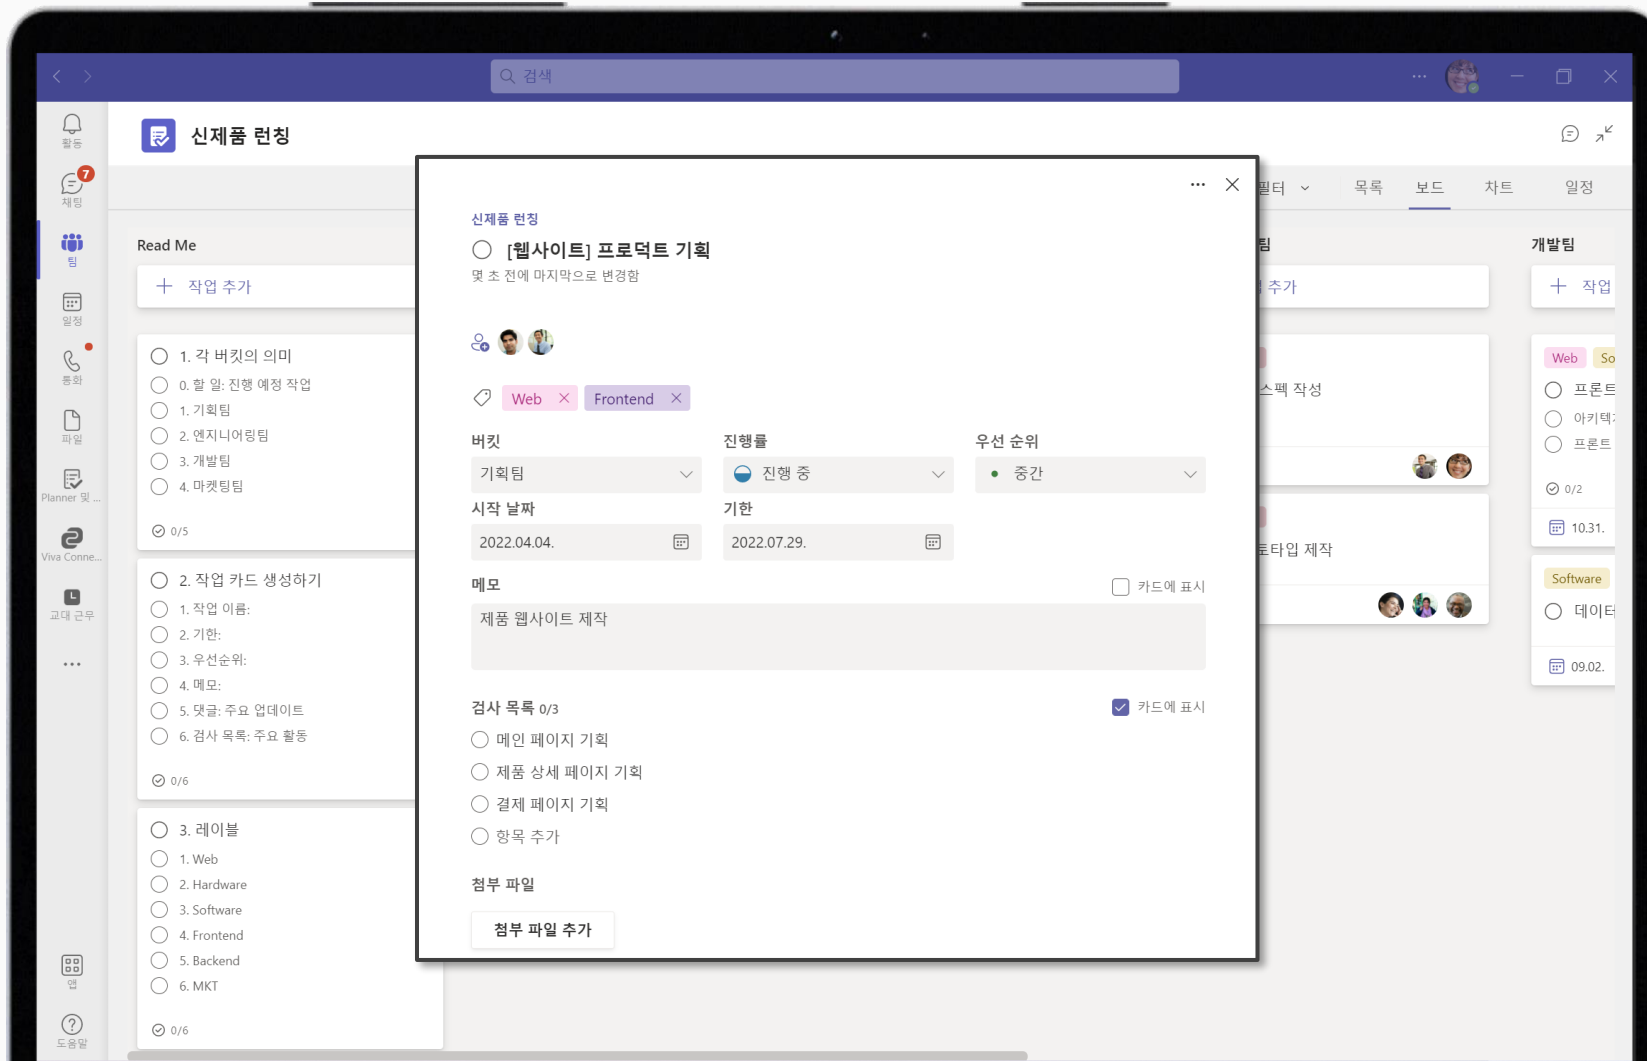 검색
활동
7
채팅
팀
일정
통화
파일
Planner 및 ...
Viva Conne...
교대 근무
앱
도움말
신제품 런칭
필터
목록
보드
차트
일정
Read Me
작업 추가
1. 각 버킷의 의미
0. 할 일: 진행 예정 작업
1. 기획팀
2. 엔지니어링팀
3. 개발팀
4. 마켓팅팀
0/5
2. 작업 카드 생성하기
1. 작업 이름:
2. 기한:
3. 우선순위:
4. 메모:
5. 댓글: 주요 업데이트
6. 검사 목록: 주요 활동
0/6
3. 레이블
1. Web
2. Hardware
3. Software
4. Frontend
5. Backend
6. MKT
0/6
신제품 런칭
[웹사이트] 프로덕트 기획
몇 초 전에 마지막으로 변경함
Web
Frontend
버킷
진행률
우선 순위
기획팀
진행 중
중간
시작 날짜
기한
2022.04.04.
2022.07.29.
메모
카드에 표시
제품 웹사이트 제작
검사 목록 0/3
카드에 표시
메인 페이지 기획
제품 상세 페이지 기획
결제 페이지 기획
항목 추가
첨부 파일
첨부 파일 추가
팀
추가
스펙 작성
토타입 제작
개발팀
작업
Web
So
프론트
아키텍
프론트
0/2
10.31.
Software
데이터
09.02.